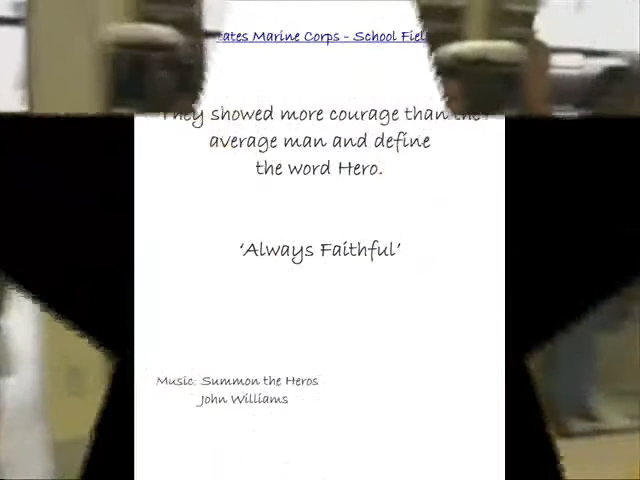 ates Marine Corps - School Fiel
They showed more courage than the
average man and define
the word Hero.
'Always Faithful'
Music: Summon the Heros
John Williams